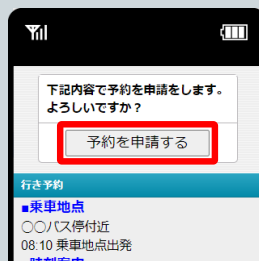 下記内容で予約を申請をします。
よろしいですか？
予約を申請する
行き予約
■乗車地点
○○バス停付近
08:10 乗車地点出発